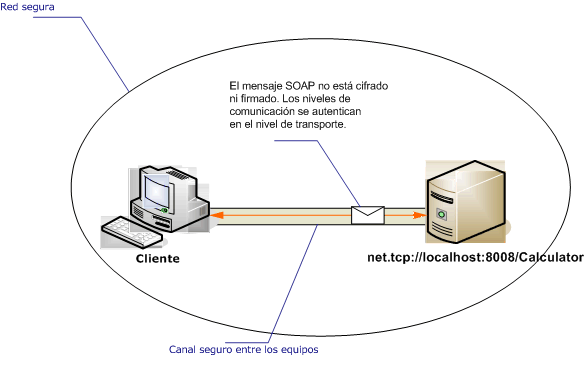 Red segura
El mensaje SOAP no está cifrado
ni firmado. Los niveles de
comunicación se autentican
en el nivel de transporte.
Cliente
net.tcp://localhost:8008/Calculator
Canal seguro entre los equipos